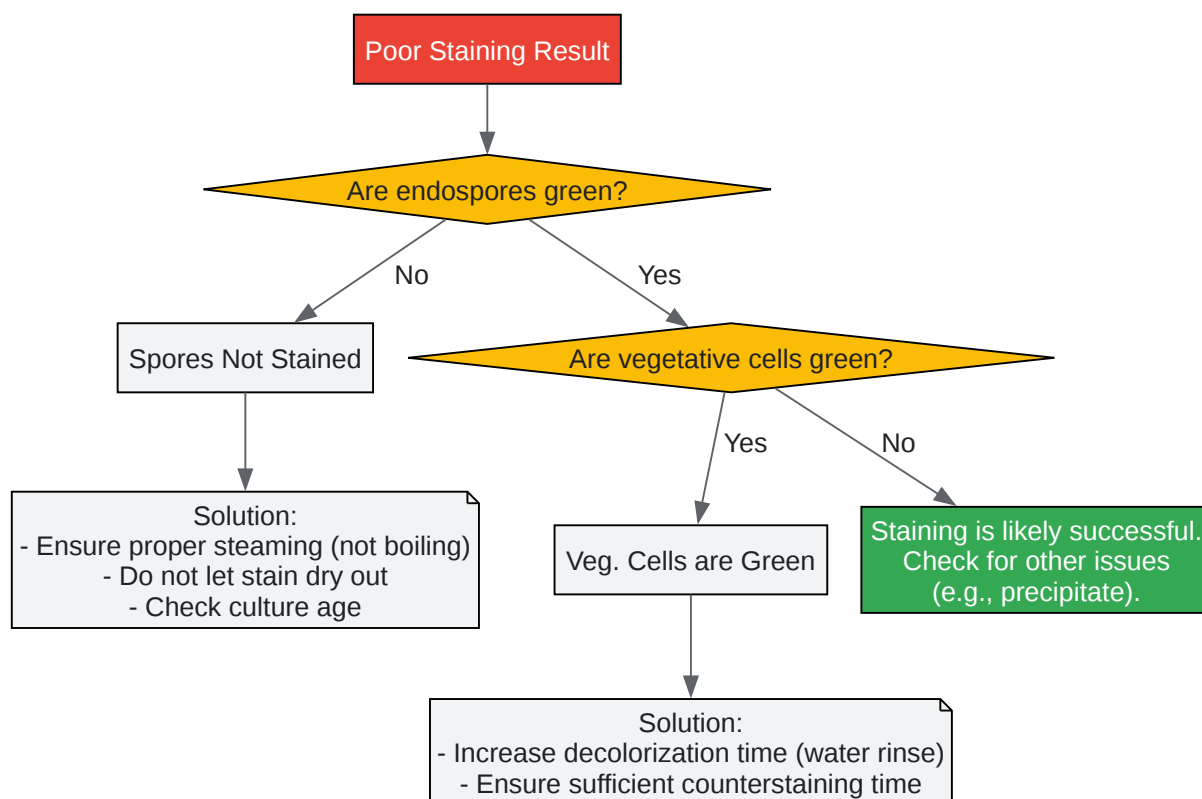 Poor Staining Result
Are endospores green?
No
Yes
Spores Not Stained
Are vegetative cells green?
Yes
No
Solution:
- Ensure proper steaming (not boiling)
- Do not let stain dry out
- Check culture age
Veg. Cells are Green
Staining is likely successful.
Check for other issues
(e.g., precipitate).
Solution:
- Increase decolorization time (water rinse)
- Ensure sufficient counterstaining time